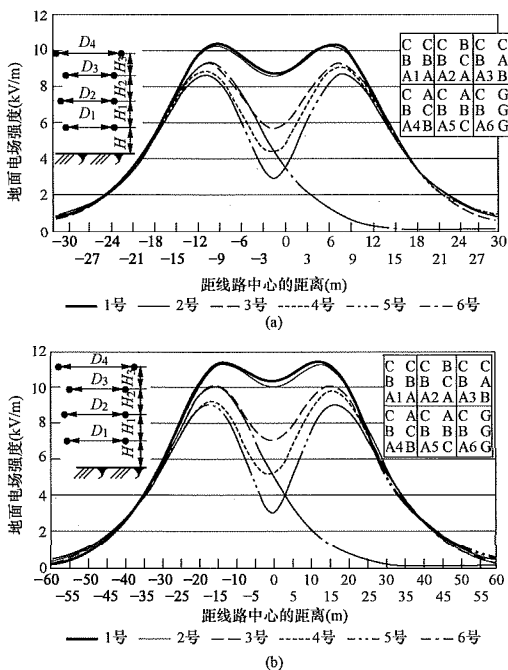 地面电场强度(kV/m)
12
10
8
6
4
2
0
D4
D3
D2
D1
H3
H2
H1
H
C C C B C C
B B B C B A
A1 A A2 A A3 B
C A C A C G
B C B B B G
A4 B A5 C A6 G
-30 -24 -18 -12 -6 0 6 12 18 24 30
-27 -21 -15 -9 -3 3 9 15 21 27
距线路中心的距离(m)
1号 2号 3号 4号 5号 6号
(a)
地面电场强度(kV/m)
12
10
8
6
4
2
0
D4
D3
D2
D1
H3
H2
H1
H
C C C B C C
B B B C B A
A1 A A2 A A3 B
C A C A C G
B C B B B G
A4 B A5 C A6 G
-60 -50 -40 -30 -20 -10 0 10 20 30 40 50 60
-55 -45 -35 -25 -15 -5 5 15 25 35 45 55
距线路中心的距离(m)
1号 2号 3号 4号 5号 6号
(b)